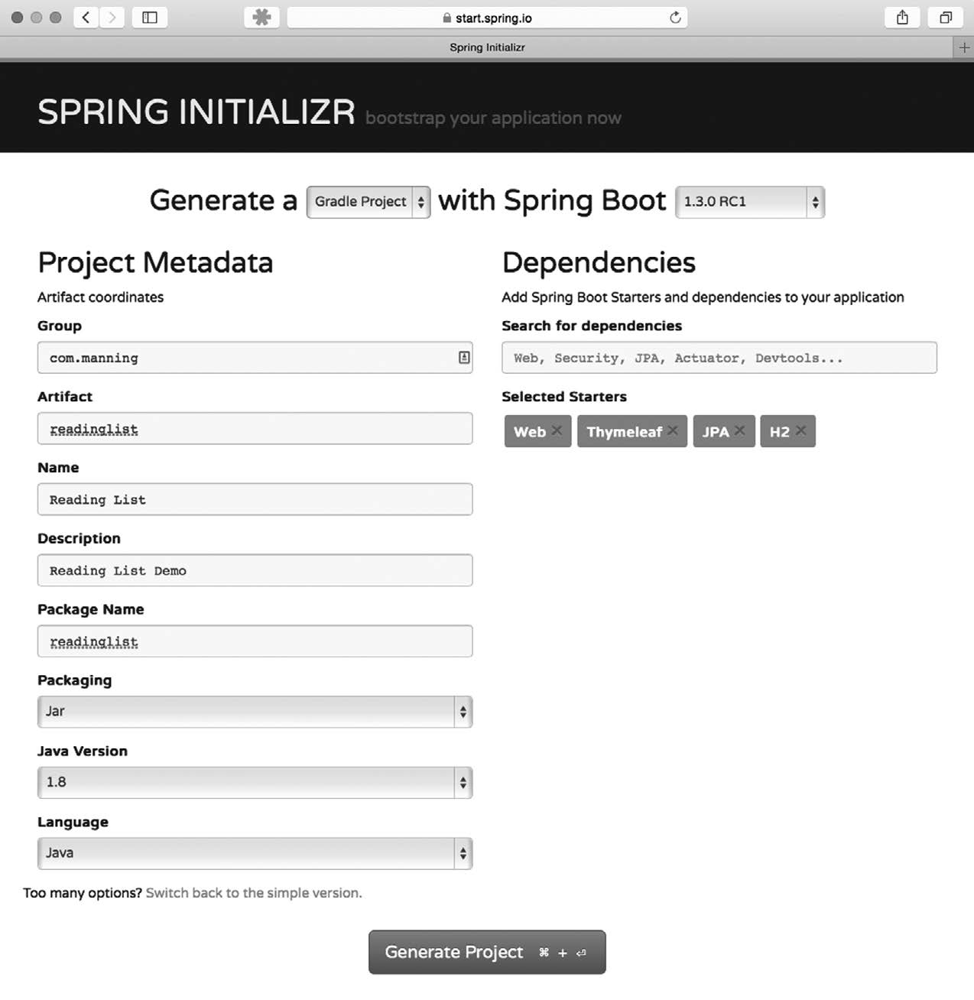 start.spring.io
Spring Initializr
SPRING INITIALIZR bootstrap your application now
Generate a Gradle Project with Spring Boot 1.3.0 RC1
Project Metadata
Artifact coordinates
Group
com.manning
Artifact
readinglist
Name
Reading List
Description
Reading List Demo
Package Name
readinglist
Packaging
Jar
Java Version
1.8
Language
Java
Dependencies
Add Spring Boot Starters and dependencies to your application
Search for dependencies
Web, Security, JPA, Actuator, Devtools...
Selected Starters
Web Thymeleaf JPA H2
Too many options? Switch back to the simple version.
Generate Project ⌘ + ⏎